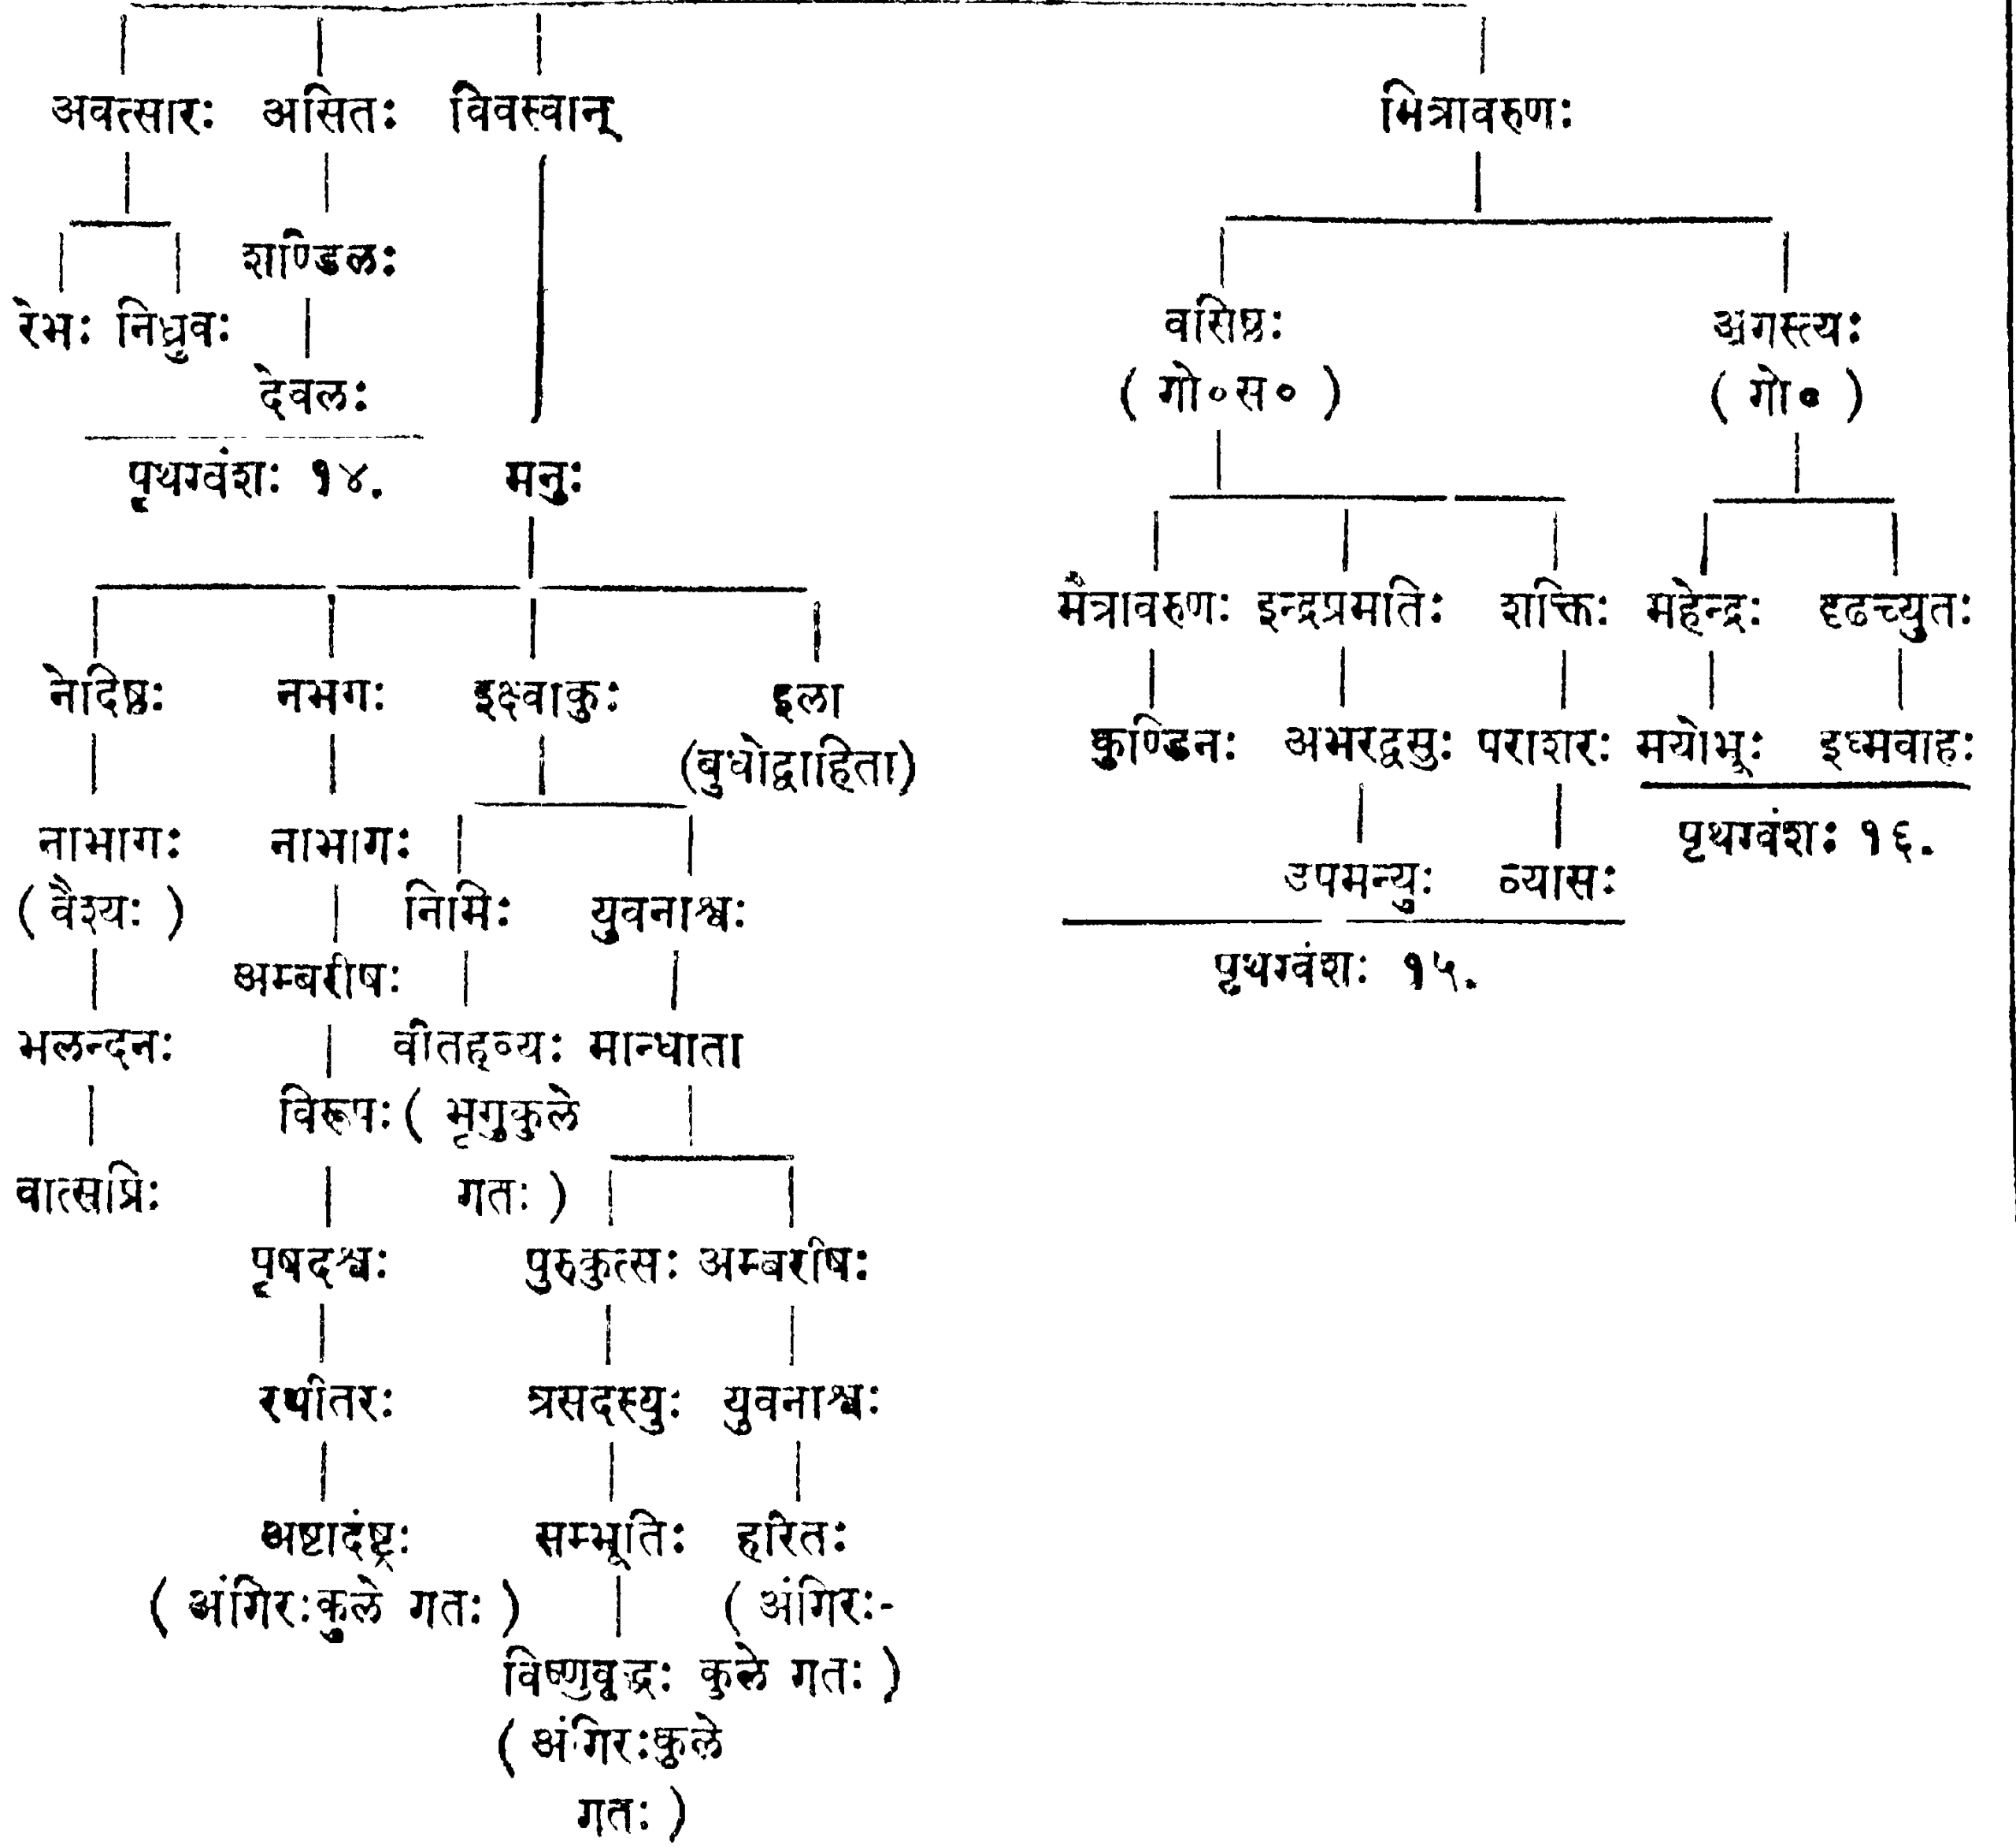 अवत्सारः असितः विवस्वान् मित्रावरुणः
शण्डिलः
रेभः निध्रुवः वसिष्ठः अगस्त्यः
देवलः ( गो०स० ) ( गो० )
पृथग्वंशः १४. मनुः
मैत्रावरुणः इन्द्रप्रमतिः शक्तिः महेन्द्रः दृढच्युतः
नेदिष्ठः नभगः इक्ष्वाकुः इला
(बुधोद्वाहिता) कुण्डिनः अभरद्वसुः पराशरः मयोभूः इध्मवाहः
नाभागः नाभागः पृथग्वंशः १६.
( वैश्यः ) निमिः युवनाश्वः उपमन्युः व्यासः
अम्बरीषः पृथग्वंशः १५.
भलन्दनः वीतहव्यः मान्धाता
विरूपः ( भृगुकुले
वात्सप्रिः गतः )
पृषदश्वः पुरुकुत्सः अम्बरीषः
रथीतरः त्रसदस्युः युवनाश्वः
अष्टादंष्ट्रः सम्भूतिः हरितः
( अंगिरःकुले गतः ) ( अंगिरः-
विष्णुवृद्धः कुले गतः )
( अंगिरःकुले
गतः )